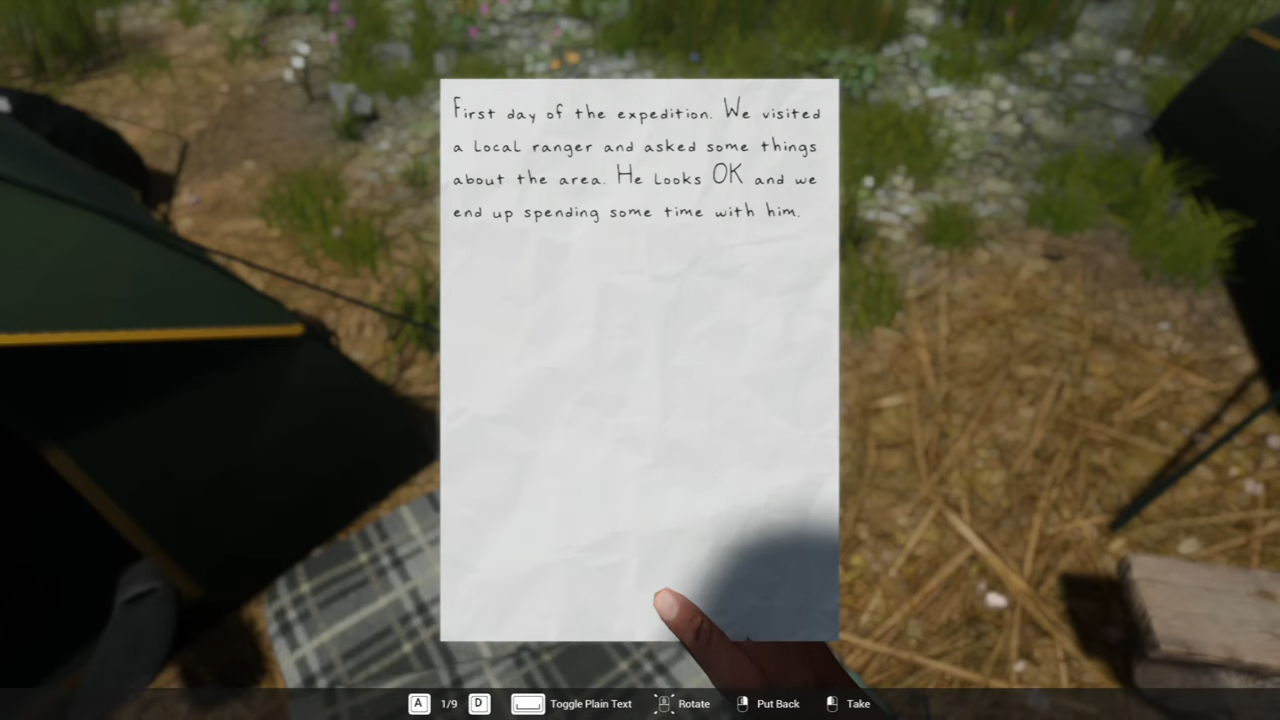 First day of the expedition. We visited
a local ranger and asked some things
about the area. He looks OK and we
end up spending some time with him.
A 1/9 D Toggle Plain Text Rotate Put Back Take